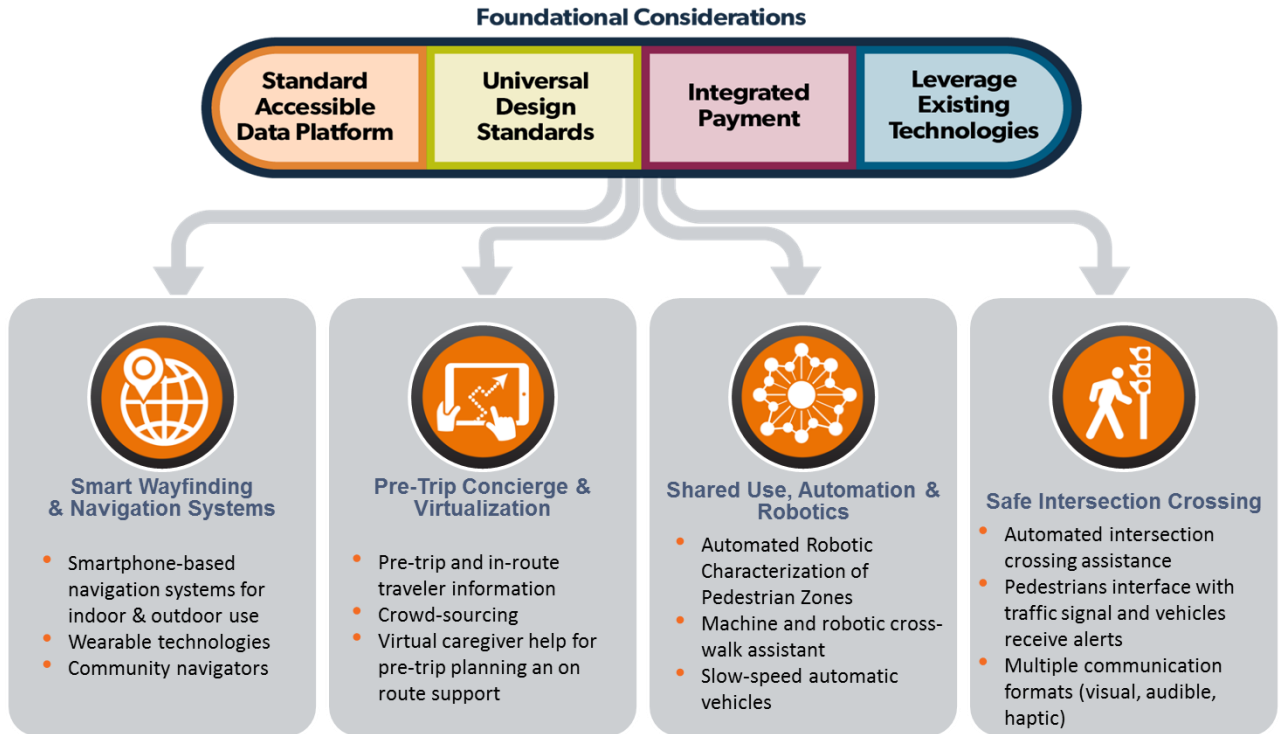 Foundational Considerations
Standard
Accessible
Data Platform
Universal
Design
Standards
Integrated
Payment
Leverage
Existing
Technologies
Smart Wayfinding
& Navigation Systems
• Smartphone-based
navigation systems for
indoor & outdoor use
• Wearable technologies
• Community navigators
Pre-Trip Concierge &
Virtualization
• Pre-trip and in-route
traveler information
• Crowd-sourcing
• Virtual caregiver help for
pre-trip planning an on
route support
Shared Use, Automation &
Robotics
• Automated Robotic
Characterization of
Pedestrian Zones
• Machine and robotic cross-
walk assistant
• Slow-speed automatic
vehicles
Safe Intersection Crossing
• Automated intersection
crossing assistance
• Pedestrians interface with
traffic signal and vehicles
receive alerts
• Multiple communication
formats (visual, audible,
haptic)